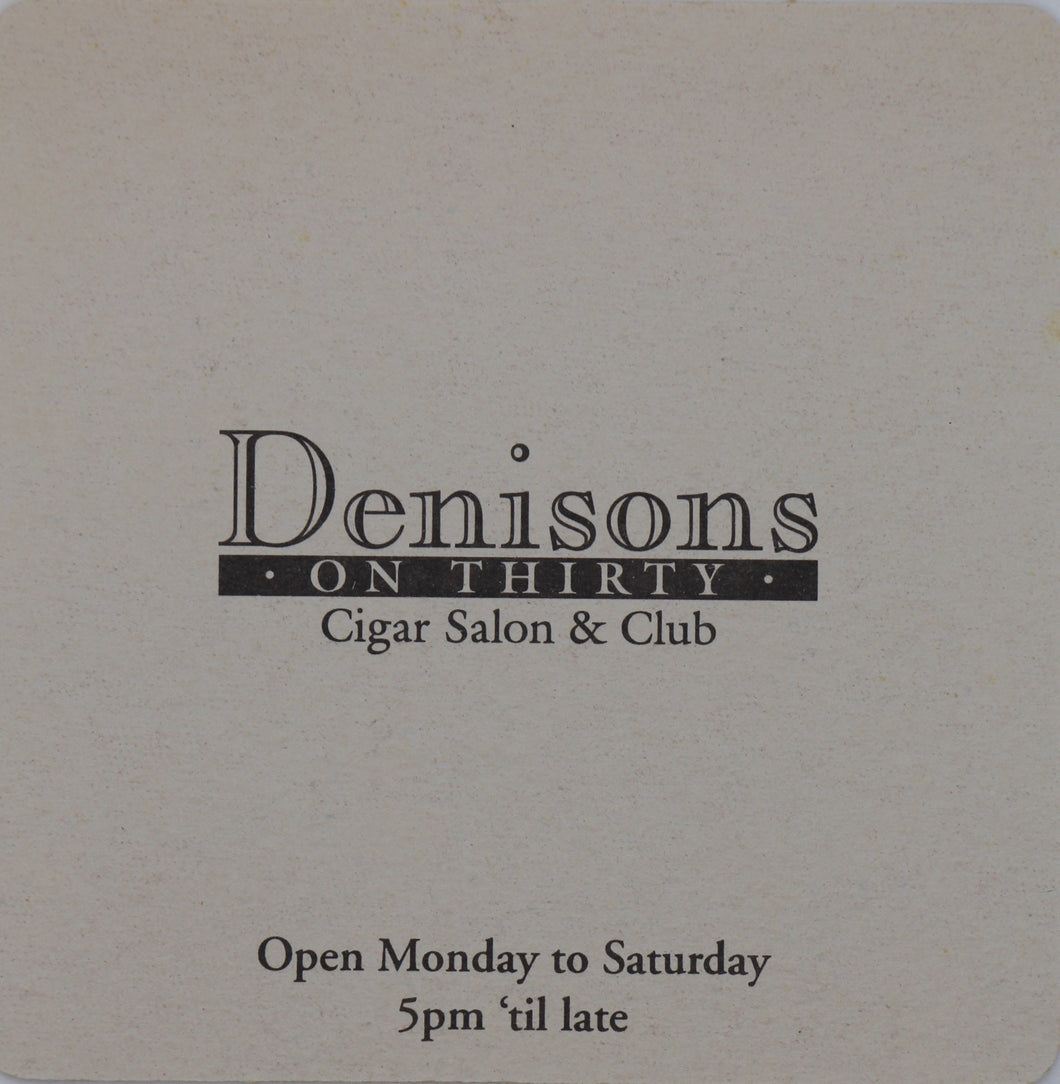 Denisons
· ON THIRTY ·
Cigar Salon & Club
Open Monday to Saturday
5pm ‘til late